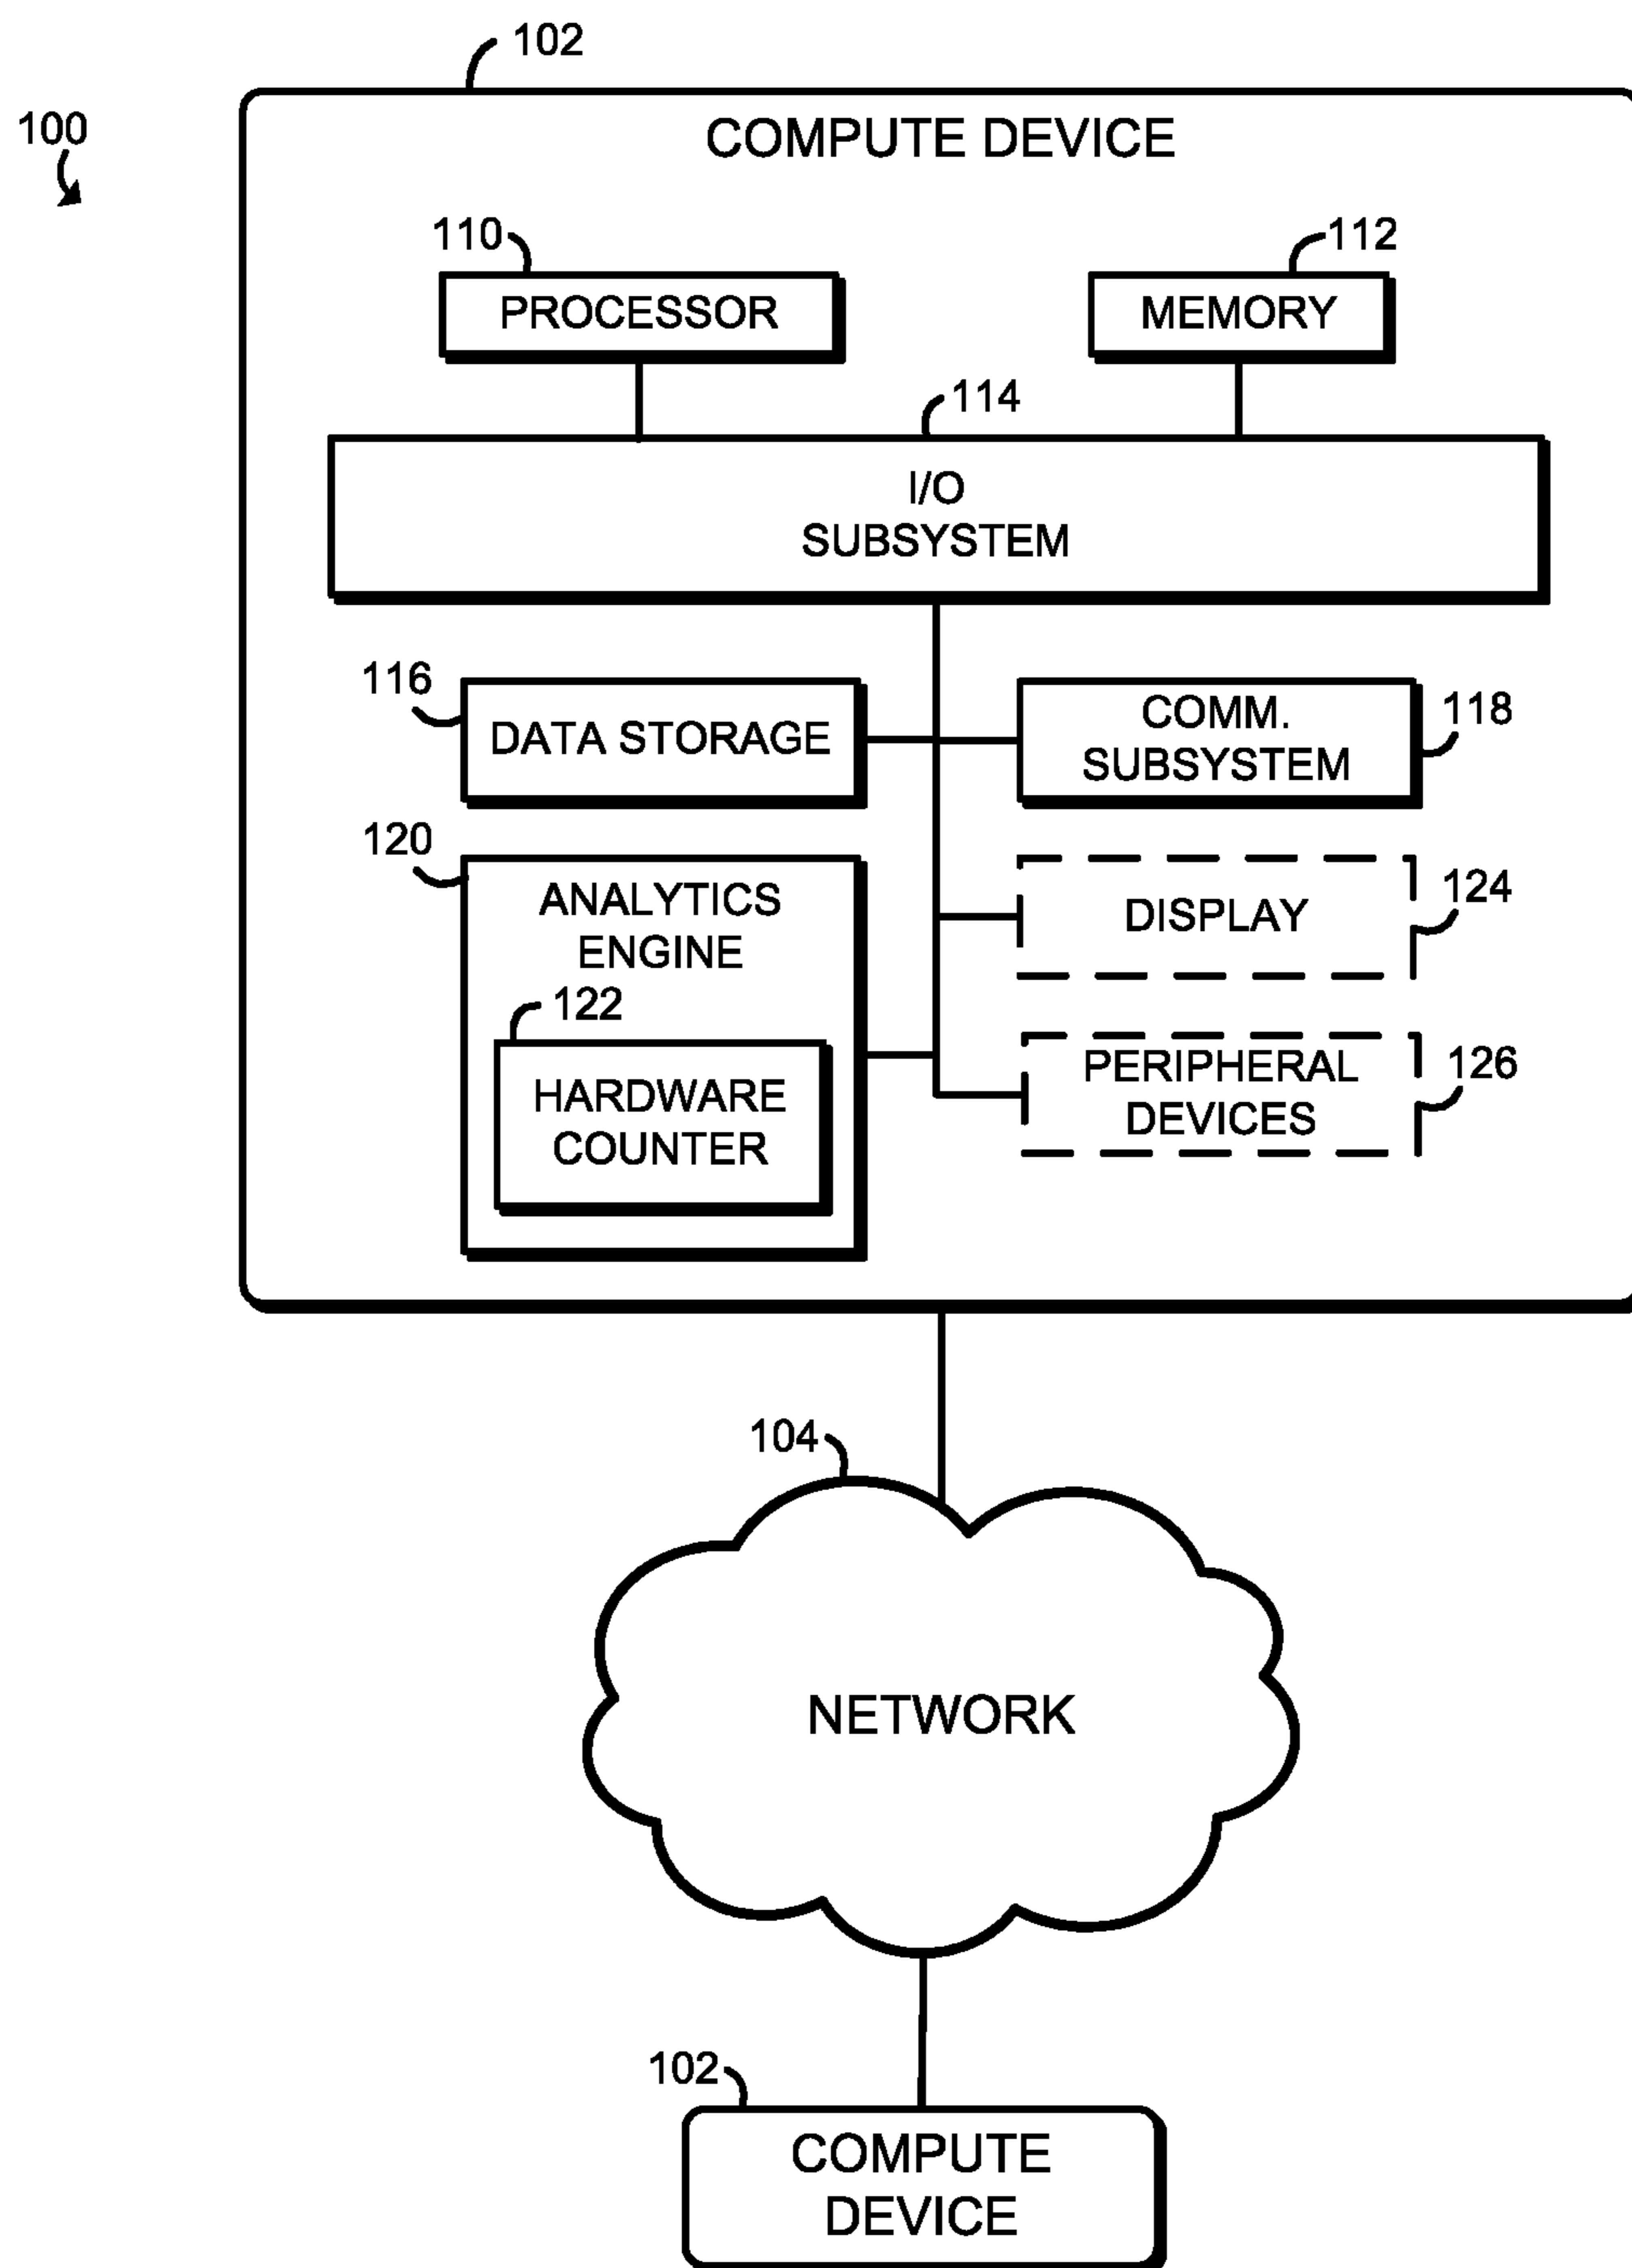 102
100
COMPUTE DEVICE
110
112
PROCESSOR
MEMORY
114
I/O
SUBSYSTEM
116
118
DATA STORAGE
COMM.
SUBSYSTEM
120
124
ANALYTICS
ENGINE
DISPLAY
122
126
HARDWARE
COUNTER
PERIPHERAL
DEVICES
104
NETWORK
102
COMPUTE
DEVICE